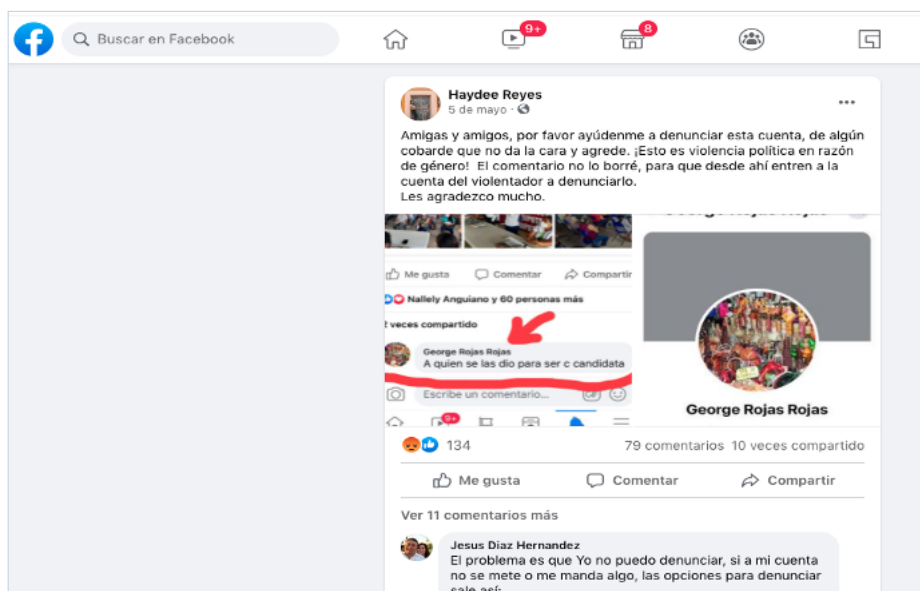 Buscar en Facebook
9+
8
Haydee Reyes
5 de mayo ·
Amigas y amigos, por favor ayúdenme a denunciar esta cuenta, de algún
cobarde que no da la cara y agrede. ¡Esto es violencia política en razón
de género! El comentario no lo borré, para que desde ahí entren a la
cuenta del violentador a denunciarlo.
Les agradezco mucho.
Me gusta Comentar Compartir
Nallely Anguiano y 60 personas más
veces compartido
George Rojas Rojas
A quien se las dio para ser c candidata
Escribe un comentario...
GIF
9+
George Rojas Rojas
134
79 comentarios 10 veces compartido
Me gusta Comentar Compartir
Ver 11 comentarios más
Jesus Diaz Hernandez
El problema es que Yo no puedo denunciar, si a mi cuenta
no se mete o me manda algo, las opciones para denunciar
sale así: